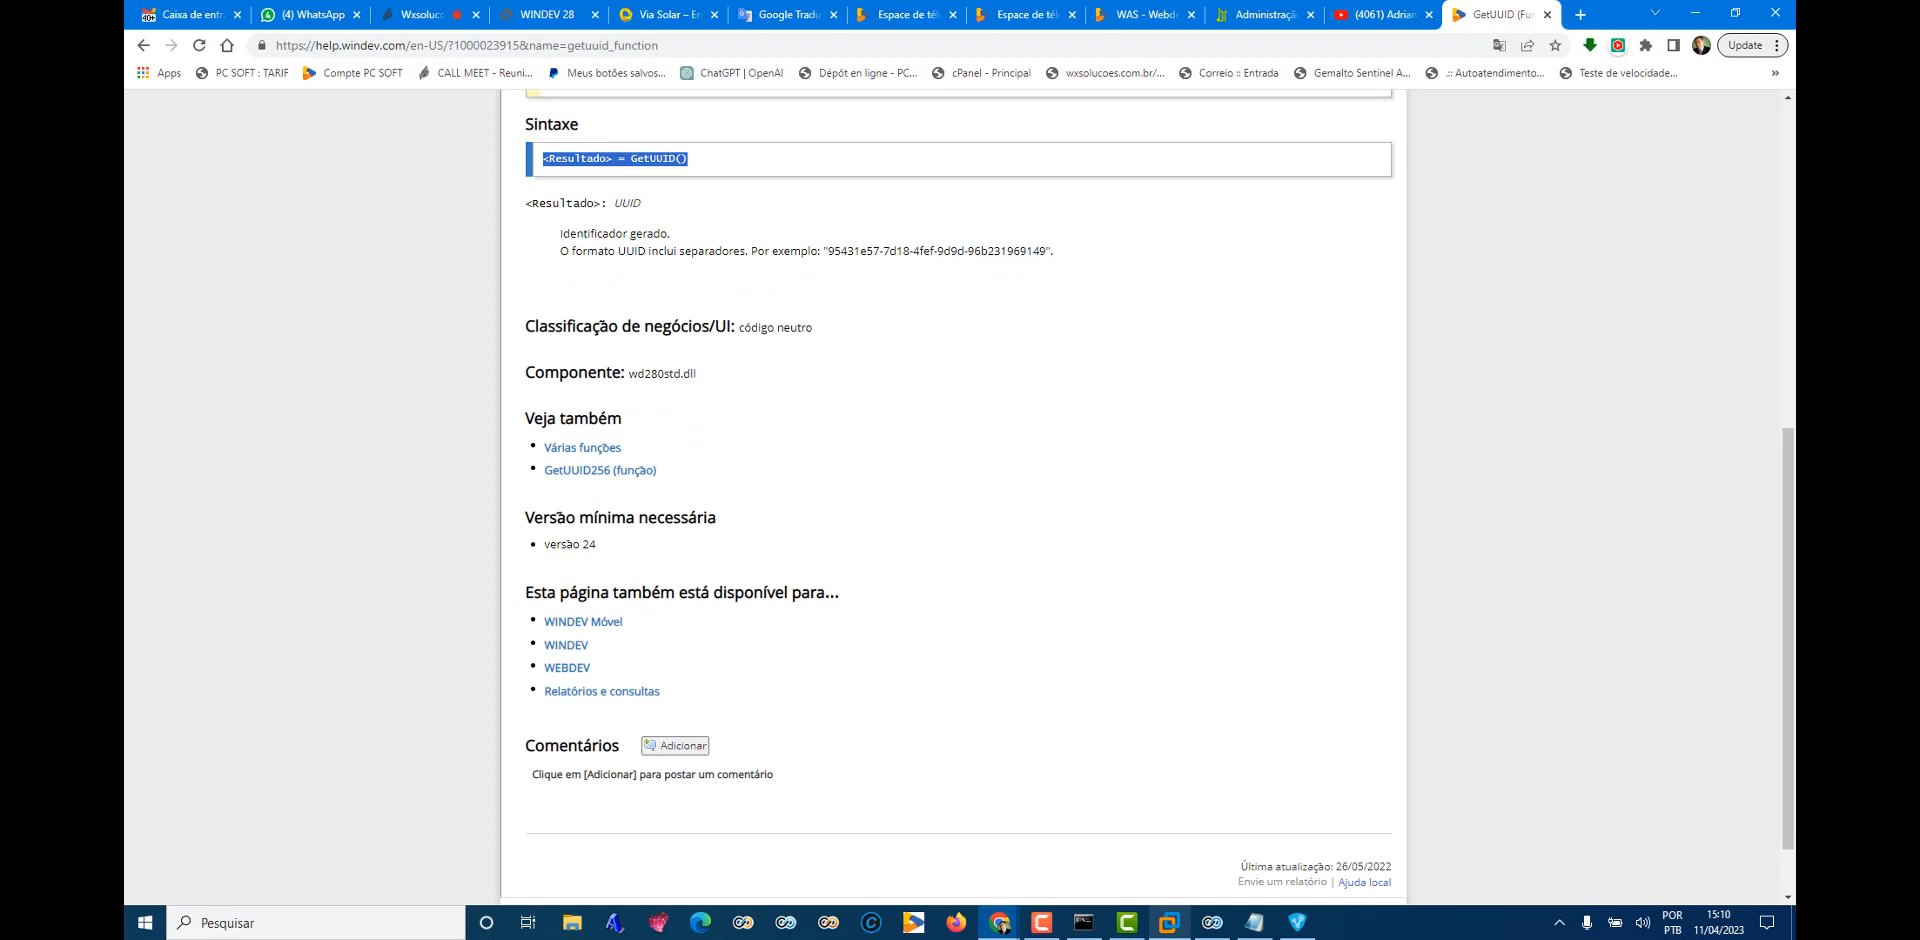 Caixa de entr
(4) WhatsApp
Wxsoluco
WINDEV 28
Via Solar – En
Google Tradu
Espace de tél
Espace de tél
WAS - Webde
Administraçã
(4061) Adrian
GetUUID (Fun
https://help.windev.com/en-US/?1000023915&name=getuuid_function
Update
Apps
PC SOFT : TARIF
Compte PC SOFT
CALL MEET - Reuni...
Meus botões salvos...
ChatGPT | OpenAI
Dépôt en ligne - PC...
cPanel - Principal
wxsolucoes.com.br/...
Correio :: Entrada
Gemalto Sentinel A...
.:: Autoatendimento...
Teste de velocidade...
»
Sintaxe
<Resultado> = GetUUID()
<Resultado>: UUID
Identificador gerado.
O formato UUID inclui separadores. Por exemplo: "95431e57-7d18-4fef-9d9d-96b231969149".
Classificação de negócios/UI: código neutro
Componente: wd280std.dll
Veja também
• Várias funções
• GetUUID256 (função)
Versão mínima necessária
• versão 24
Esta página também está disponível para...
• WINDEV Móvel
• WINDEV
• WEBDEV
• Relatórios e consultas
Comentários Adicionar
Clique em [Adicionar] para postar um comentário
Última atualização: 26/05/2022
Envie um relatório | Ajuda local
Pesquisar
POR
PTB
15:10
11/04/2023